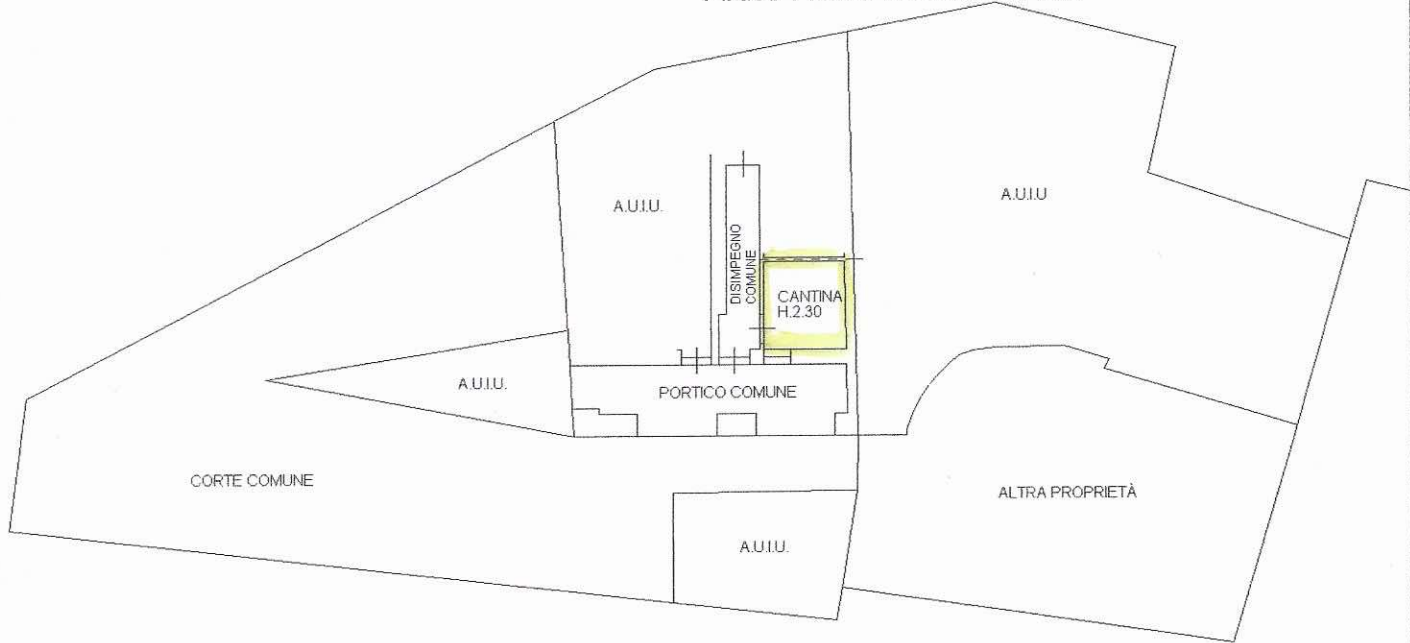 A.U.I.U.
A.U.I.U
DISIMPEGNO
COMUNE
CANTINA
H.2.30
A.U.I.U.
PORTICO COMUNE
CORTE COMUNE
ALTRA PROPRIETÀ
A.U.I.U.